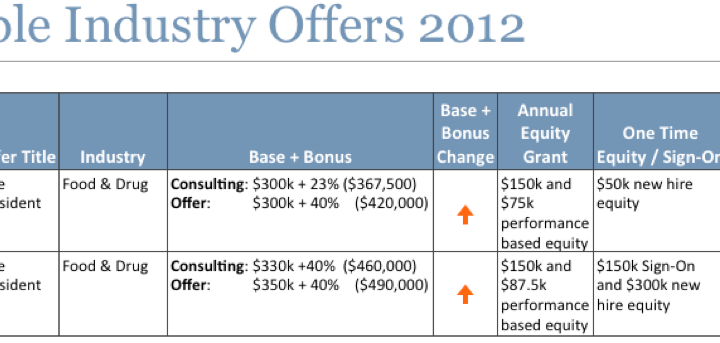 ple Industry Offers 2012
fer Title Industry Base + Bonus Base + Bonus Change Annual Equity Grant One Time Equity / Sign-On
e sident
Food & Drug
Consulting: $300k + 23% ($367,500)
Offer: $300k + 40% ($420,000)
$150k and
$75k
performance
based equity
$50k new hire
equity
e sident
Food & Drug
Consulting: $330k +40% ($460,000)
Offer: $350k + 40% ($490,000)
$150k and
$87.5k
performance
based equity
$150k Sign-On
and $300k new
hire equity